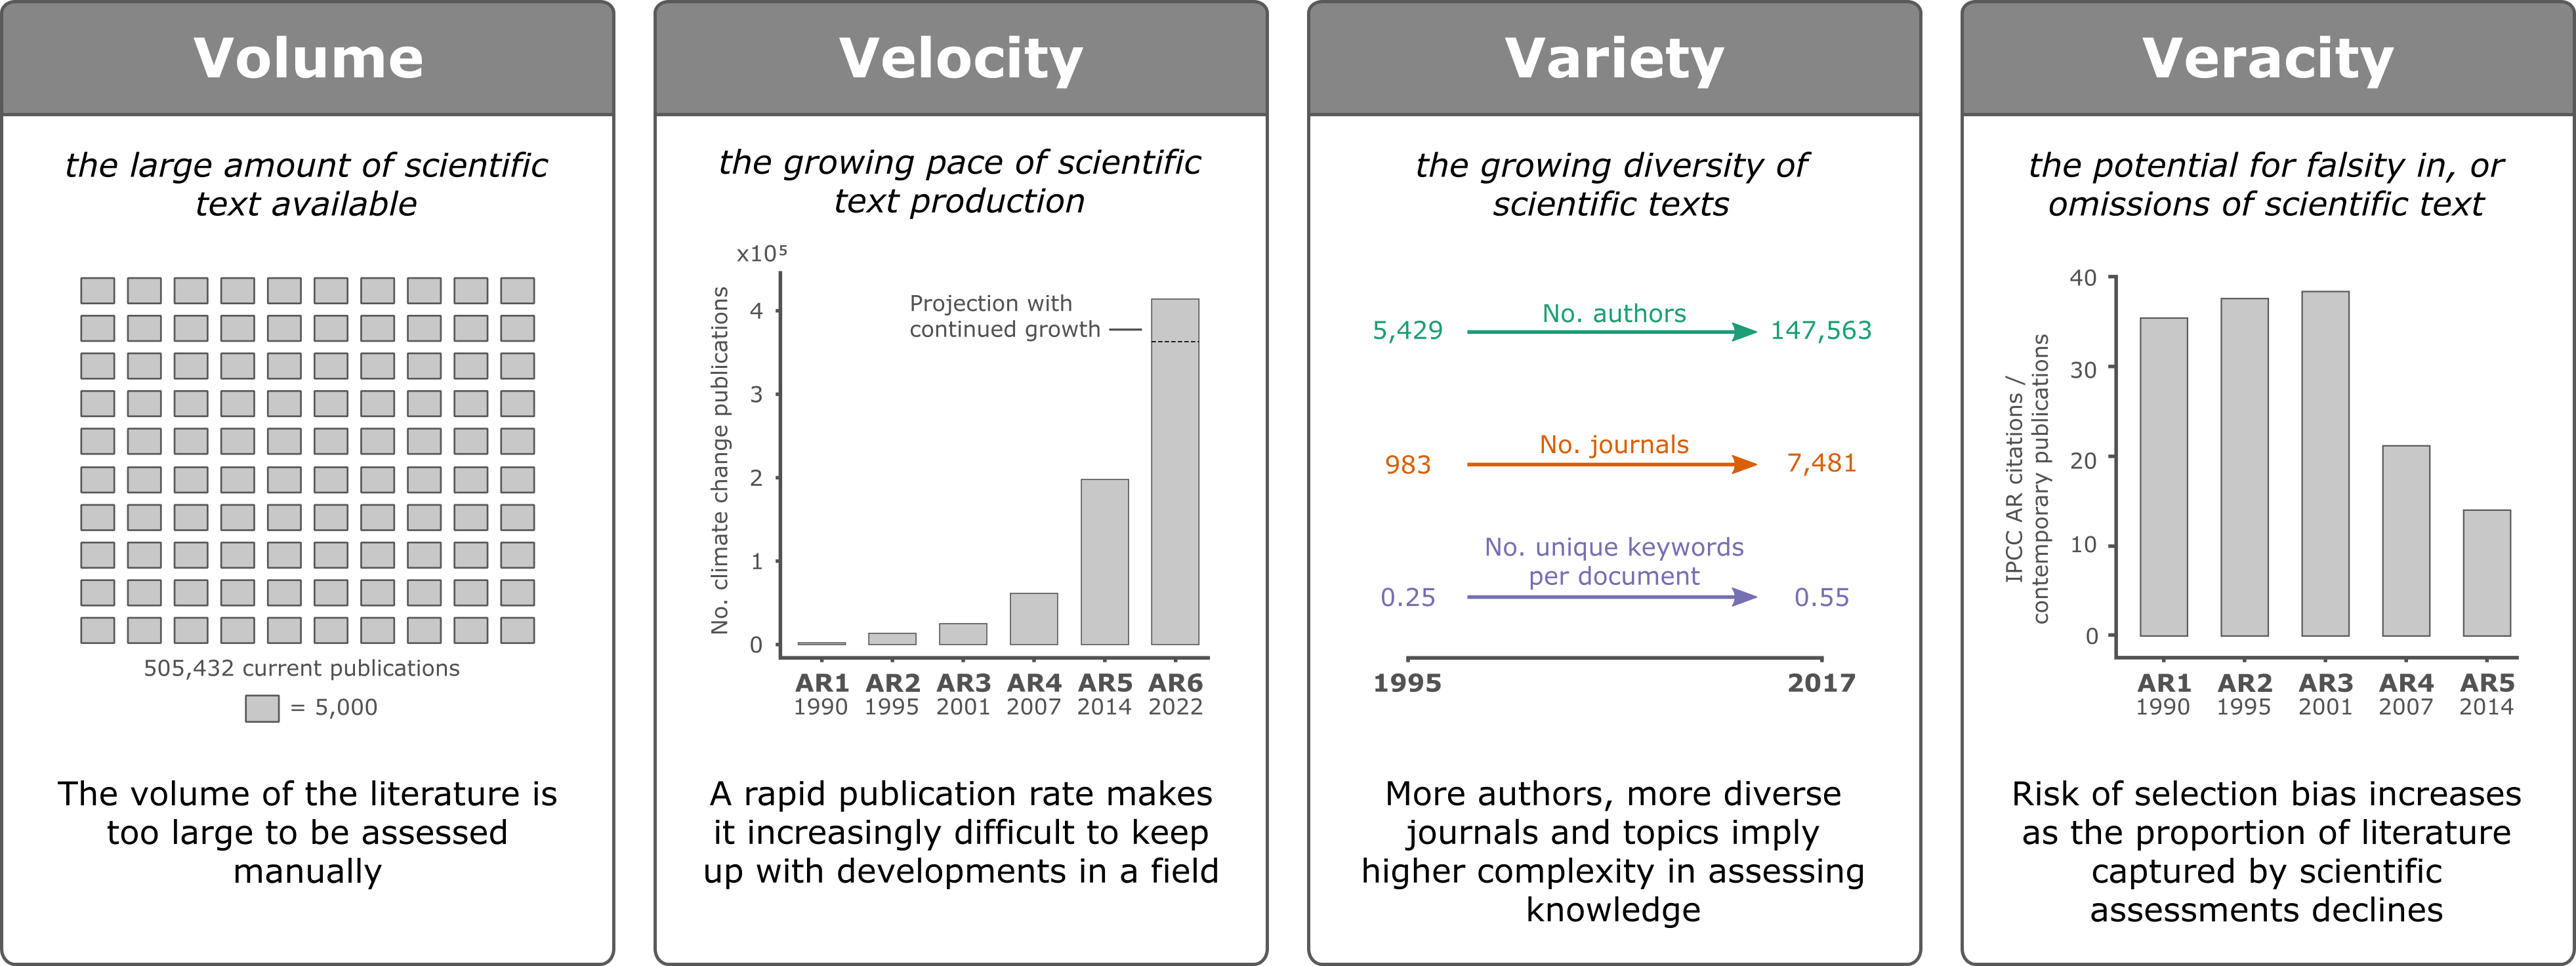 Volume
the large amount of scientific
text available
505,432 current publications
= 5,000
The volume of the literature is
too large to be assessed
manually
Velocity
the growing pace of scientific
text production
x10⁵
No. climate change publications
4
3
2
1
0
Projection with
continued growth
AR1 AR2 AR3 AR4 AR5 AR6
1990 1995 2001 2007 2014 2022
A rapid publication rate makes
it increasingly difficult to keep
up with developments in a field
Variety
the growing diversity of
scientific texts
No. authors
5,429 147,563
No. journals
983 7,481
No. unique keywords
per document
0.25 0.55
1995 2017
More authors, more diverse
journals and topics imply
higher complexity in assessing
knowledge
Veracity
the potential for falsity in, or
omissions of scientific text
IPCC AR citations /
contemporary publications
40
30
20
10
0
AR1 AR2 AR3 AR4 AR5
1990 1995 2001 2007 2014
Risk of selection bias increases
as the proportion of literature
captured by scientific
assessments declines